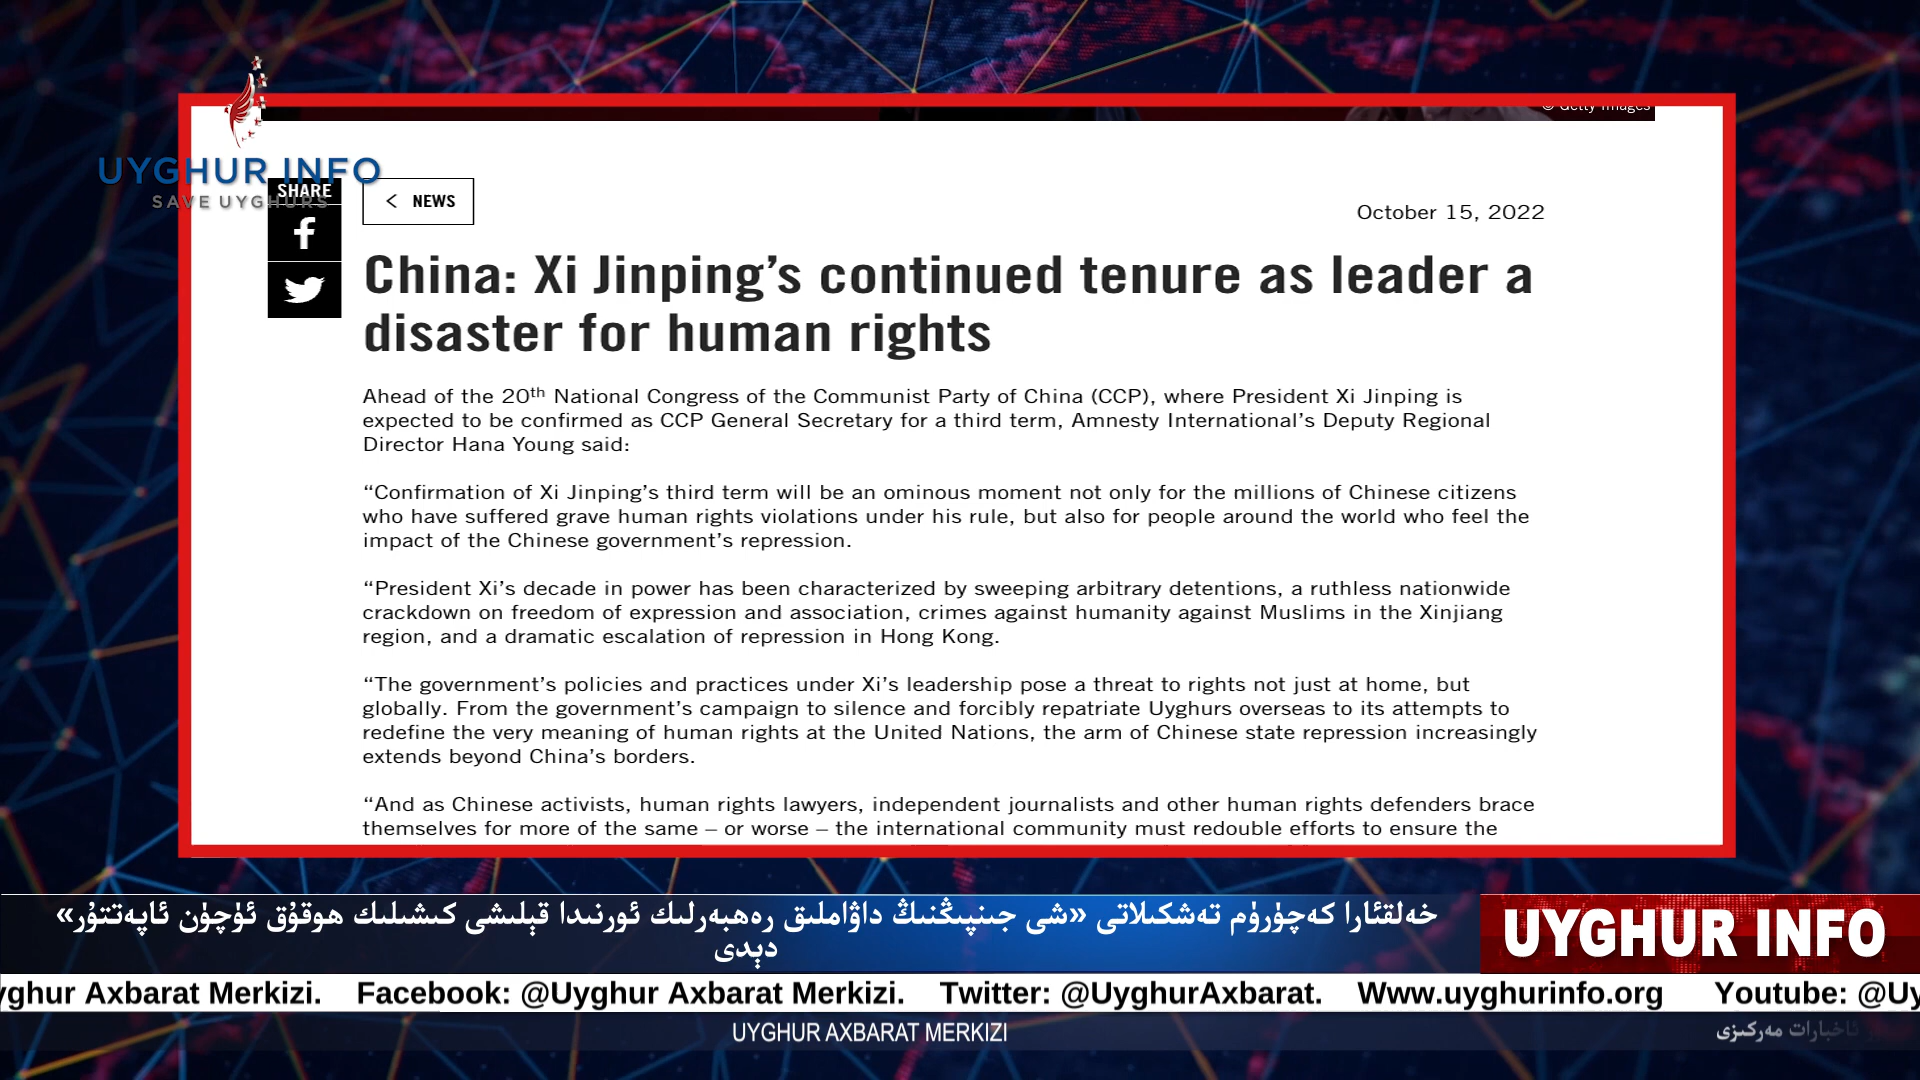 © Getty Images
UYGHUR INFO
SAVE UYGHURS
SHARE
< NEWS
October 15, 2022
China: Xi Jinping’s continued tenure as leader a
disaster for human rights
Ahead of the 20th National Congress of the Communist Party of China (CCP), where President Xi Jinping is
expected to be confirmed as CCP General Secretary for a third term, Amnesty International’s Deputy Regional
Director Hana Young said:
“Confirmation of Xi Jinping’s third term will be an ominous moment not only for the millions of Chinese citizens
who have suffered grave human rights violations under his rule, but also for people around the world who feel the
impact of the Chinese government’s repression.
“President Xi’s decade in power has been characterized by sweeping arbitrary detentions, a ruthless nationwide
crackdown on freedom of expression and association, crimes against humanity against Muslims in the Xinjiang
region, and a dramatic escalation of repression in Hong Kong.
“The government’s policies and practices under Xi’s leadership pose a threat to rights not just at home, but
globally. From the government’s campaign to silence and forcibly repatriate Uyghurs overseas to its attempts to
redefine the very meaning of human rights at the United Nations, the arm of Chinese state repression increasingly
extends beyond China’s borders.
“And as Chinese activists, human rights lawyers, independent journalists and other human rights defenders brace
themselves for more of the same – or worse – the international community must redouble efforts to ensure the
خەلقئارا كەچۈرۈم تەشكىلاتى «شى جىنپىڭنىڭ داۋاملىق رەھبەرلىك ئورنىدا قېلىشى كىشىلىك ھوقۇق ئۈچۈن ئاپەتتۇر»
دېدى
UYGHUR INFO
yghur Axbarat Merkizi. Facebook: @Uyghur Axbarat Merkizi. Twitter: @UyghurAxbarat. Www.uyghurinfo.org Youtube: @Uy
UYGHUR AXBARAT MERKIZI
ئاخبارات مەركىزى